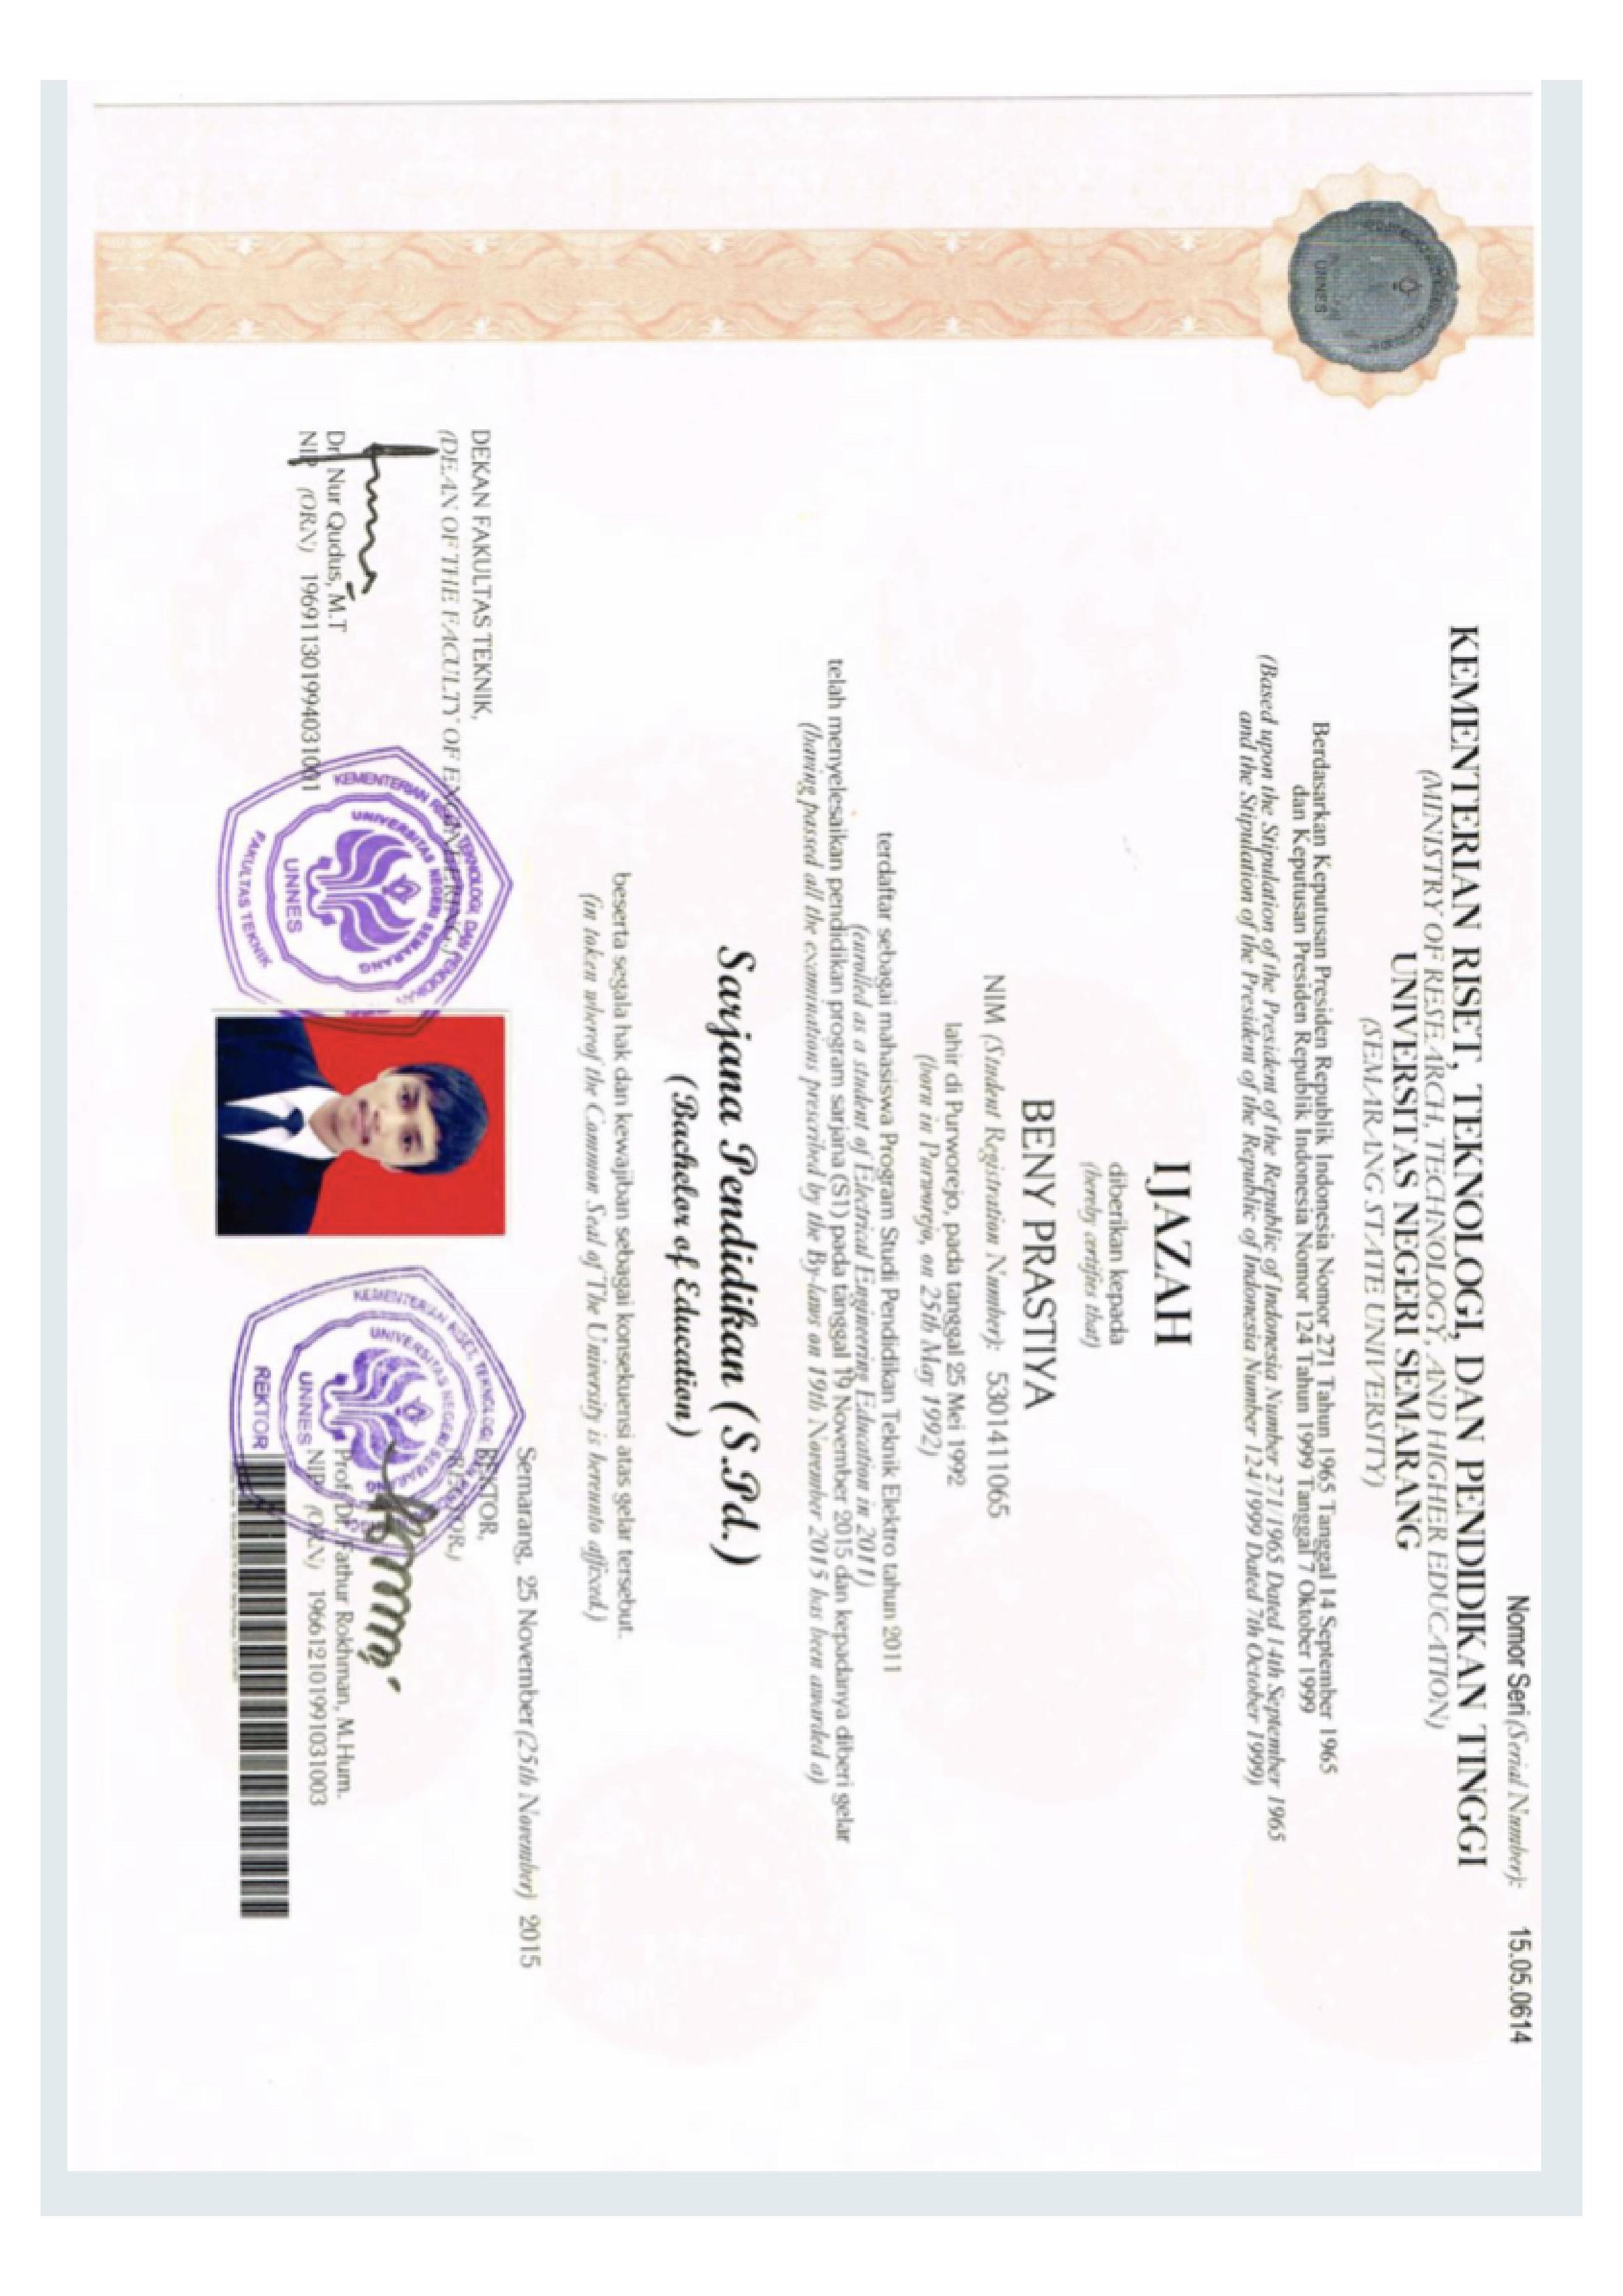 Nomor Seri (Serial Number): 15.05.0614
KEMENTERIAN RISET, TEKNOLOGI, DAN PENDIDIKAN TINGGI
(MINISTRY OF RESEARCH, TECHNOLOGY, AND HIGHER EDUCATION)
UNIVERSITAS NEGERI SEMARANG
(SEMARANG STATE UNIVERSITY)
Berdasarkan Keputusan Presiden Republik Indonesia Nomor 271 Tahun 1965 Tanggal 14 September 1965
dan Keputusan Presiden Republik Indonesia Nomor 124 Tahun 1999 Tanggal 7 Oktober 1999
(Based upon the Stipulation of the President of the Republic of Indonesia Number 271/1965 Dated 14th September 1965
and the Stipulation of the President of the Republic of Indonesia Number 124/1999 Dated 7th October 1999)
IJAZAH
diberikan kepada
(hereby certifies that)
BENY PRASTIYA
NIM (Student Registration Number): 5301411065
lahir di Purworejo, pada tanggal 25 Mei 1992
(born in Purworejo, on 25th May 1992)
terdaftar sebagai mahasiswa Program Studi Pendidikan Teknik Elektro tahun 2011
(enrolled as a student of Electrical Engineering Education in 2011)
telah menyelesaikan pendidikan program sarjana (S1) pada tanggal 19 November 2015 dan kepadanya diberi gelar
(having passed all the examinations prescribed by the By-laws on 19th November 2015 has been awarded a)
Sarjana Pendidikan (S.Pd.)
(Bachelor of Education)
beserta segala hak dan kewajiban sebagai konsekuensi atas gelar tersebut.
(in token wherof the Common Seal of The University is hereunto affixed.)
Semarang, 25 November (25th November) 2015
DEKAN FAKULTAS TEKNIK,
(DEAN OF THE FACULTY OF ENGINEERING,)
Dr. Nur Qudus, M.T
NIP (ORN) 196911301994031001
REKTOR,
(RECTOR,)
Prof. Dr. Fathur Rokhman, M.Hum.
NIP (ORN) 196612101991031003
KEMENTERIAN RISET, TEKNOLOGI, DAN PENDIDIKAN
UNIVERSITAS NEGERI SEMARANG
UNNES
FAKULTAS TEKNIK
KEMENTERIAN RISET, TEKNOLOGI, DAN
UNIVERSITAS NEGERI SEMARANG
UNNES
REKTOR
UNNES